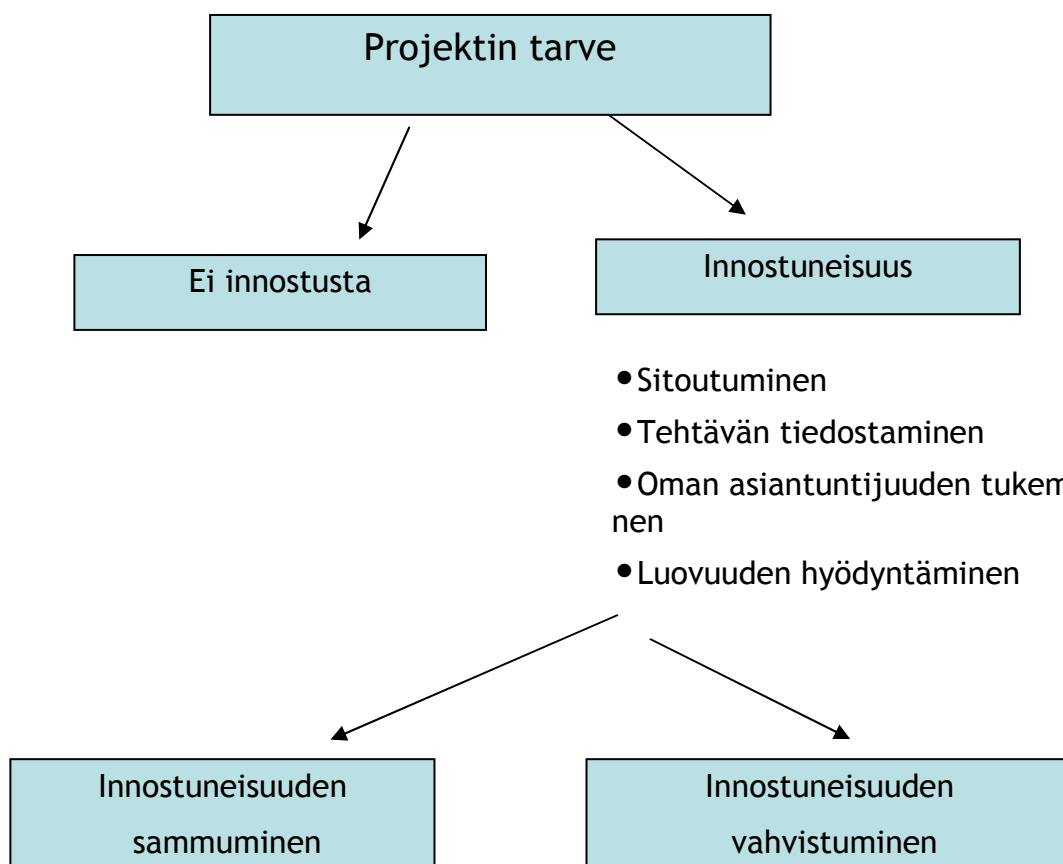 Projektin tarve
Ei innostusta
Innostuneisuus
•Sitoutuminen
•Tehtävän tiedostaminen
•Oman asiantuntijuuden tukem
nen
•Luovuuden hyödyntäminen
Innostuneisuuden
sammuminen
Innostuneisuuden
vahvistuminen